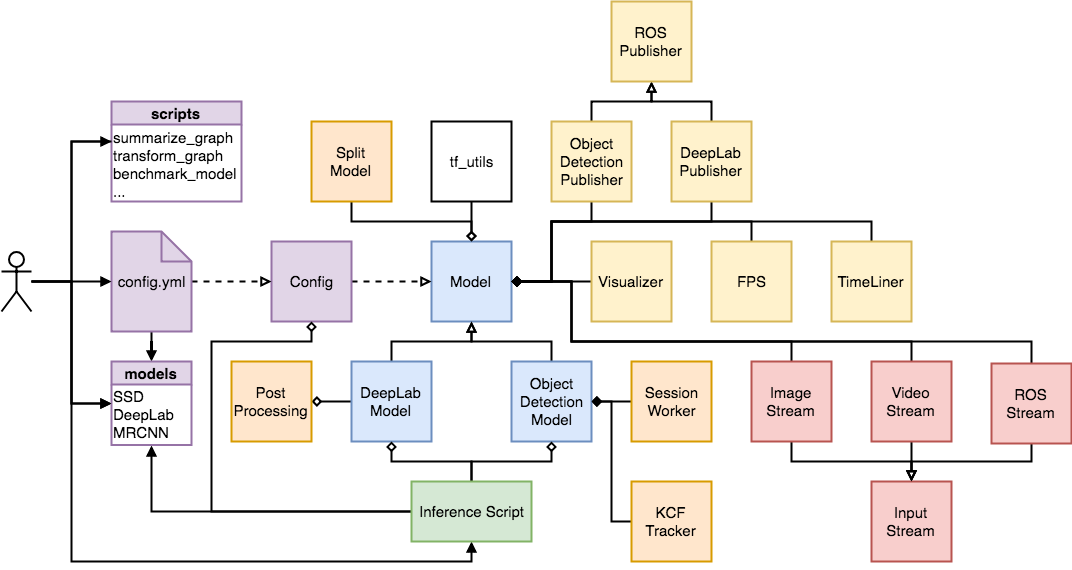 ROS
Publisher
scripts
summarize_graph
transform_graph
benchmark_model
...
Split
Model
tf_utils
Object
Detection
Publisher
DeepLab
Publisher
config.yml
Config
Model
Visualizer
FPS
TimeLiner
models
SSD
DeepLab
MRCNN
Post
Processing
DeepLab
Model
Object
Detection
Model
Session
Worker
Image
Stream
Video
Stream
ROS
Stream
Inference Script
KCF
Tracker
Input
Stream